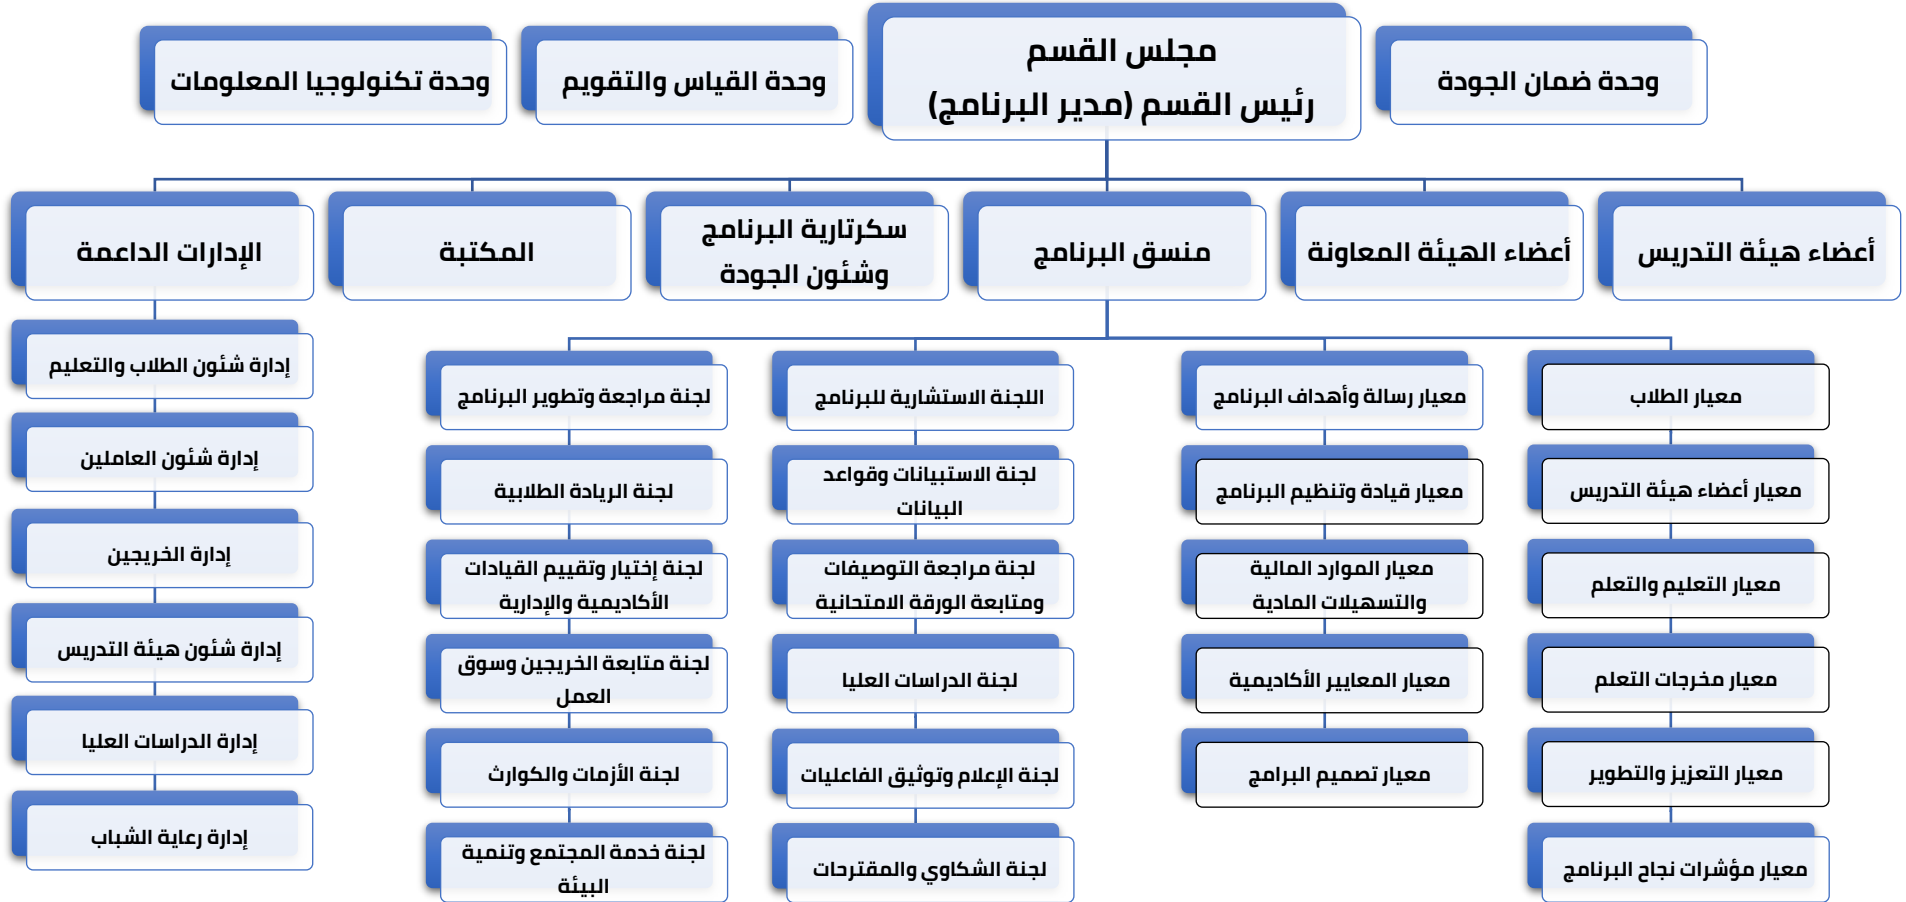 وحدة ضمان الجودة
مجلس القسم
رئيس القسم (مدير البرنامج)
وحدة القياس والتقويم
وحدة تكنولوجيا المعلومات
أعضاء هيئة التدريس
أعضاء الهيئة المعاونة
منسق البرنامج
سكرتارية البرنامج
وشئون الجودة
المكتبة
الإدارات الداعمة
معيار الطلاب
معيار أعضاء هيئة التدريس
معيار التعليم والتعلم
معيار مخرجات التعلم
معيار التعزيز والتطوير
معيار مؤشرات نجاح البرنامج
معيار رسالة وأهداف البرنامج
معيار قيادة وتنظيم البرنامج
معيار الموارد المالية
والتسهيلات المادية
معيار المعايير الأكاديمية
معيار تصميم البرامج
اللجنة الاستشارية للبرنامج
لجنة الاستبيانات وقواعد
البيانات
لجنة مراجعة التوصيفات
ومتابعة الورقة الامتحانية
لجنة الدراسات العليا
لجنة الإعلام وتوثيق الفاعليات
لجنة الشكاوي والمقترحات
لجنة مراجعة وتطوير البرنامج
لجنة الريادة الطلابية
لجنة إختيار وتقييم القيادات
الأكاديمية والإدارية
لجنة متابعة الخريجين وسوق
العمل
لجنة الأزمات والكوارث
لجنة خدمة المجتمع وتنمية
البيئة
إدارة شئون الطلاب والتعليم
إدارة شئون العاملين
إدارة الخريجين
إدارة شئون هيئة التدريس
إدارة الدراسات العليا
إدارة رعاية الشباب